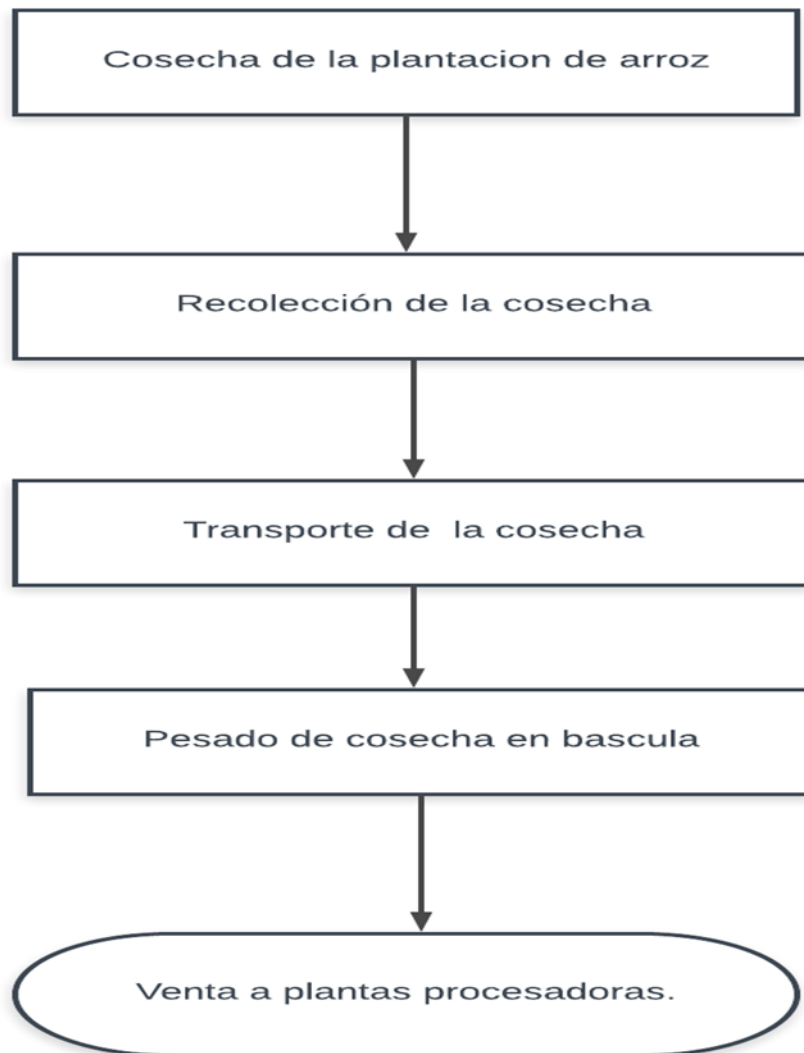 Cosecha de la plantacion de arroz
Recolección de la cosecha
Transporte de  la cosecha
Pesado de cosecha en bascula
Venta a plantas procesadoras.